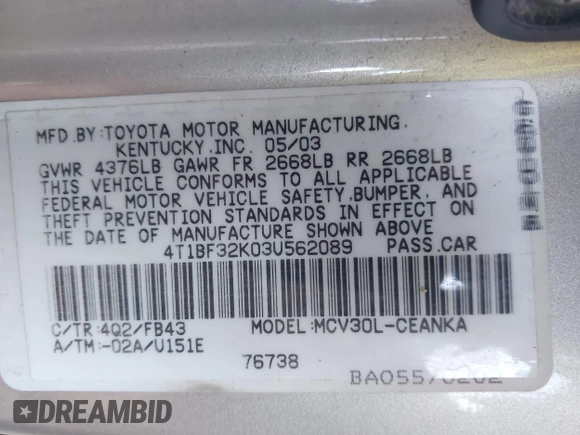 MFD.BY:TOYOTA MOTOR MANUFACTURING,
KENTUCKY,INC. 05/03
GVWR 4376LB GAWR FR 2668LB RR 2668LB
THIS VEHICLE CONFORMS TO ALL APPLICABLE
FEDERAL MOTOR VEHICLE SAFETY,BUMPER, AND
THEFT PREVENTION STANDARDS IN EFFECT ON
THE DATE OF MANUFACTURE SHOWN ABOVE
4T1BF32K03U562089 PASS.CAR
C/TR:4Q2/FB43 MODEL:MCV30L-CEANKA
A/TM:-02A/U151E
76738
DREAMBID